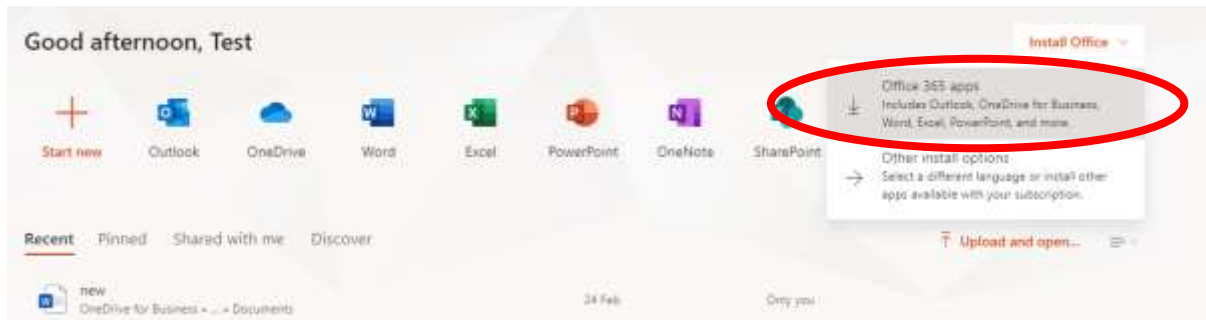 Good afternoon, Test
Install Office
Office 365 apps
Includes Outlook, OneDrive for Business,
Word, Excel, PowerPoint, and more.
Start new
Outlook
OneDrive
Word
Excel
PowerPoint
OneNote
SharePoint
Other install options
Select a different language or install other
apps available with your subscription.
Recent
Pinned
Shared with me
Discover
Upload and open...
new
OneDrive for Business » ... » Documents
24 Feb
Only you